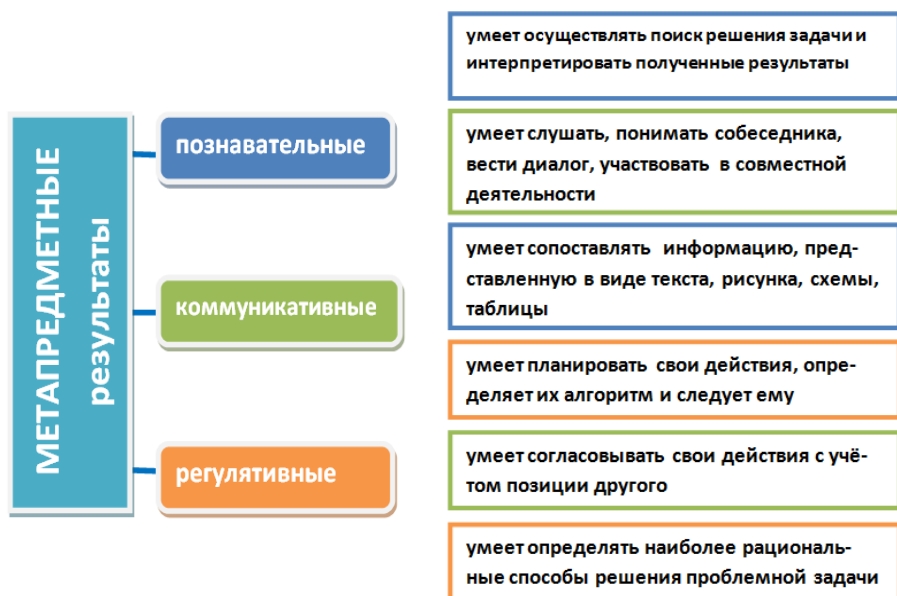 МЕТАПРЕДМЕТНЫЕ
результаты
познавательные
коммуникативные
регулятивные
умеет осуществлять поиск решения задачи и
интерпретировать полученные результаты
умеет слушать, понимать собеседника,
вести диалог, участвовать в совместной
деятельности
умеет сопоставлять информацию, пред-
ставленную в виде текста, рисунка, схемы,
таблицы
умеет планировать свои действия, опре-
деляет их алгоритм и следует ему
умеет согласовывать свои действия с учё-
том позиции другого
умеет определять наиболее рациональ-
ные способы решения проблемной задачи